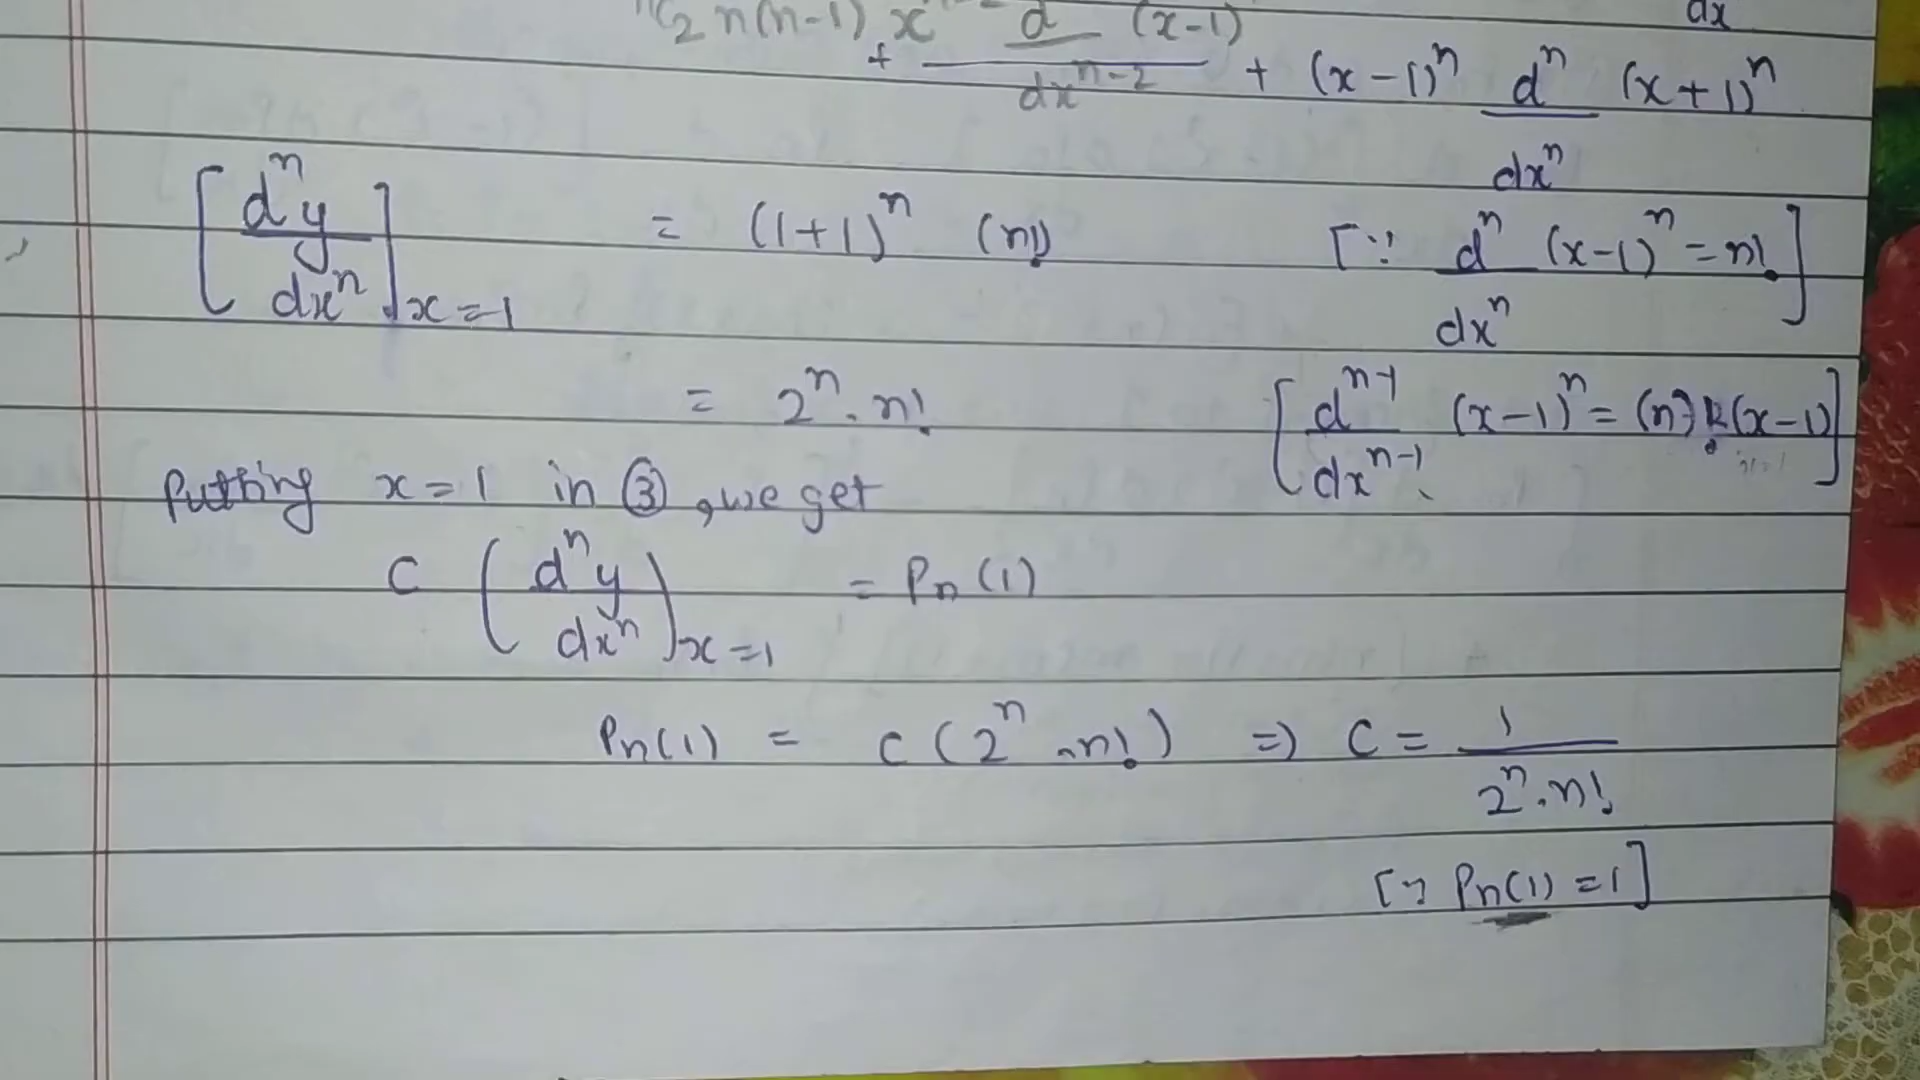 ⁿC₂ n(n-1) x d (x-1) dx
+ dxⁿ⁻² + (x-1)ⁿ dⁿ (x+1)ⁿ
dxⁿ
[dⁿy / dxⁿ]x=1 = (1+1)ⁿ (n!) [∵ dⁿ/dxⁿ (x-1)ⁿ = n!]
= 2ⁿ. n! [dⁿ⁻¹/dxⁿ⁻¹ (x-1)ⁿ = (x-1)]
Putting x=1 in ③, we get
C (dⁿy / dxⁿ)x=1 = Pn(1)
Pn(1) = C (2ⁿ .n!) => C = 1 / 2ⁿ.n!
[∵ Pn(1) = 1]